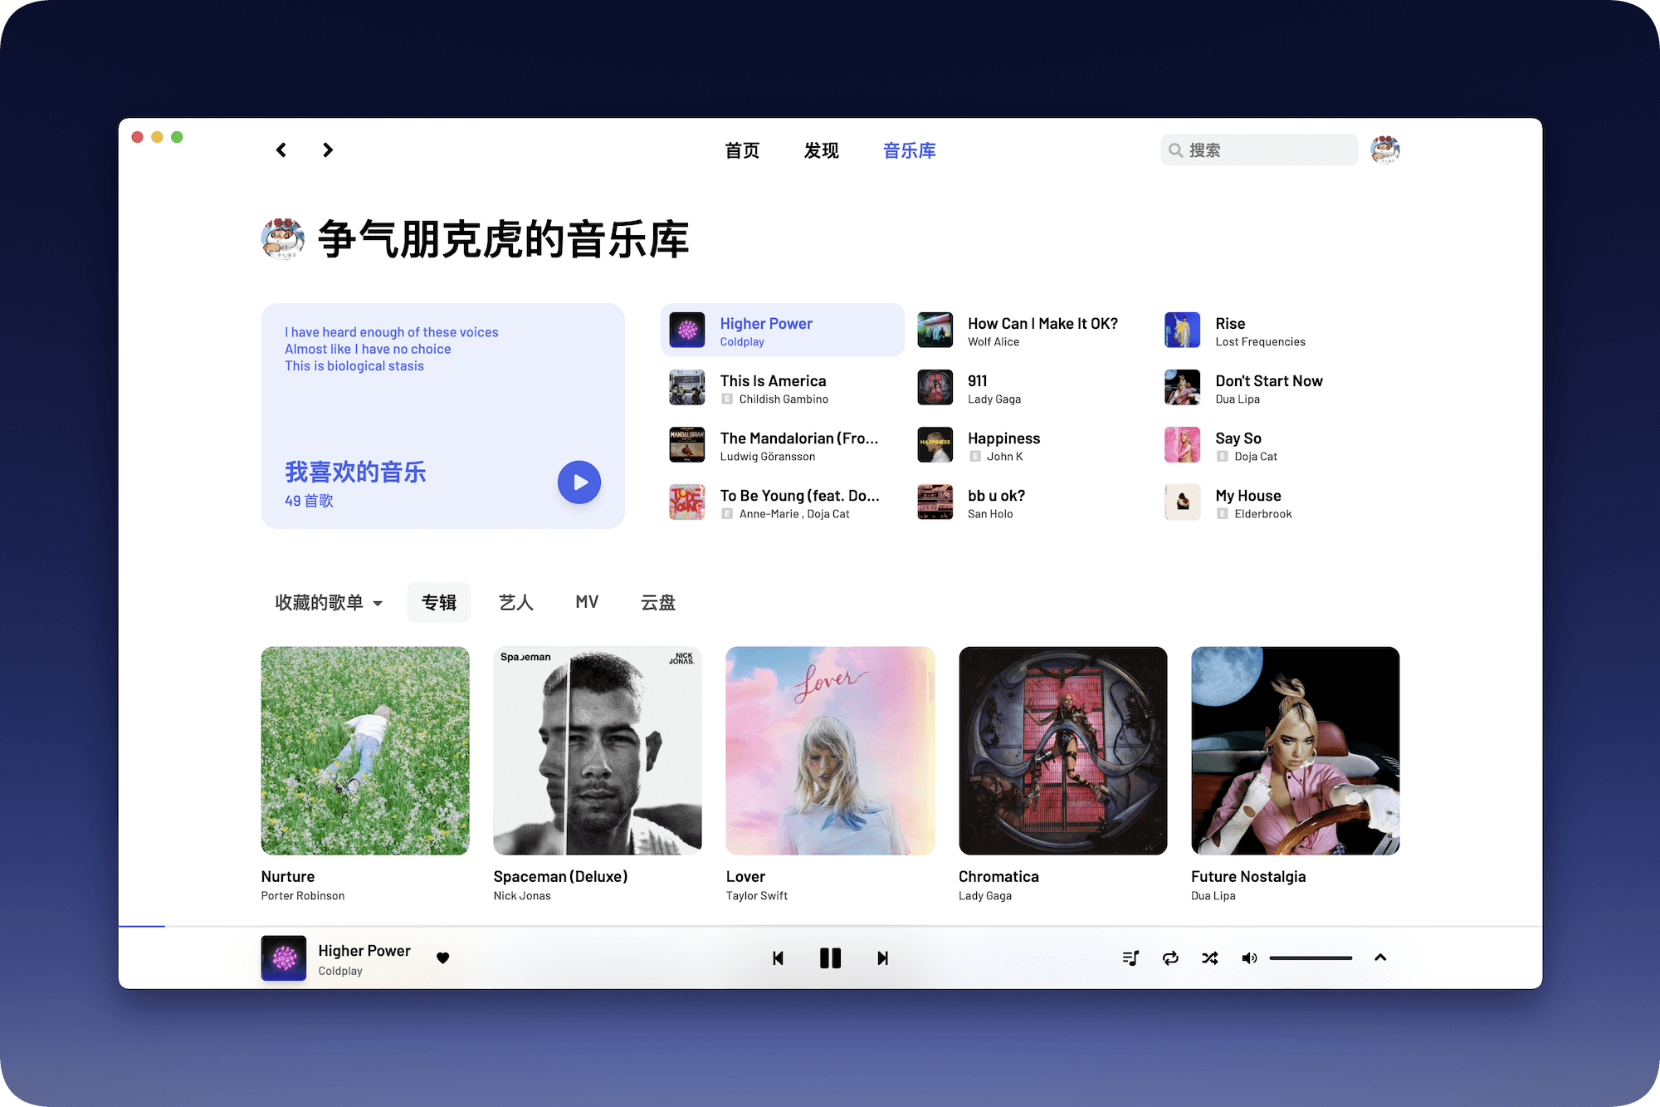 首页 发现 音乐库 搜索
争气朋克虎的音乐库
I have heard enough of these voices
Almost like I have no choice
This is biological stasis
我喜欢的音乐
49 首歌
Higher Power
Coldplay
How Can I Make It OK?
Wolf Alice
Rise
Lost Frequencies
This Is America
E Childish Gambino
911
Lady Gaga
Don't Start Now
Dua Lipa
The Mandalorian (Fro...
Ludwig Göransson
Happiness
E John K
Say So
E Doja Cat
To Be Young (feat. Do...
E Anne-Marie , Doja Cat
bb u ok?
San Holo
My House
E Elderbrook
收藏的歌单 专辑 艺人 MV 云盘
Spaceman
NICK
JONAS.
Lover
Nurture
Porter Robinson
Spaceman (Deluxe)
Nick Jonas
Lover
Taylor Swift
Chromatica
Lady Gaga
Future Nostalgia
Dua Lipa
Higher Power
Coldplay